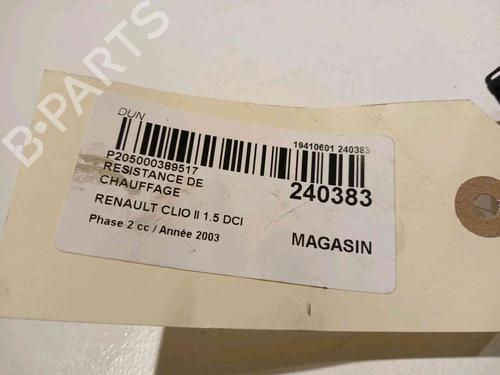 B-PARTS
DUN
19410601 240383
P205000389517
RESISTANCE DE
CHAUFFAGE
240383
RENAULT CLIO II 1.5 DCI
Phase 2 cc / Année 2003
MAGASIN